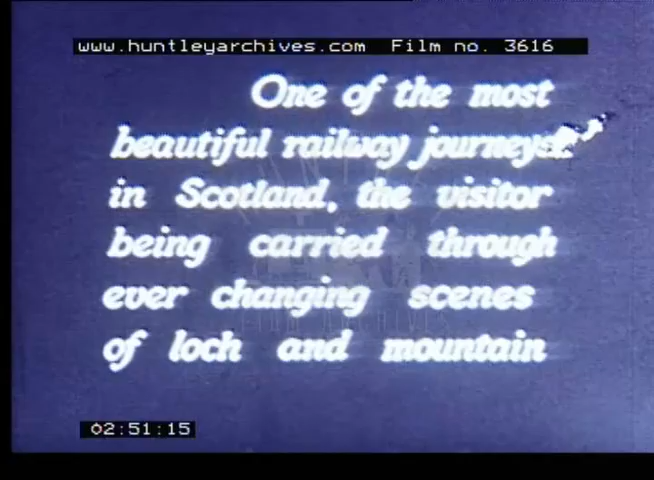 www.huntleyarchives.com Film no. 3616
One of the most
beautiful railway journeys
in Scotland, the visitor
being carried through
ever changing scenes
of loch and mountain
02:51:15